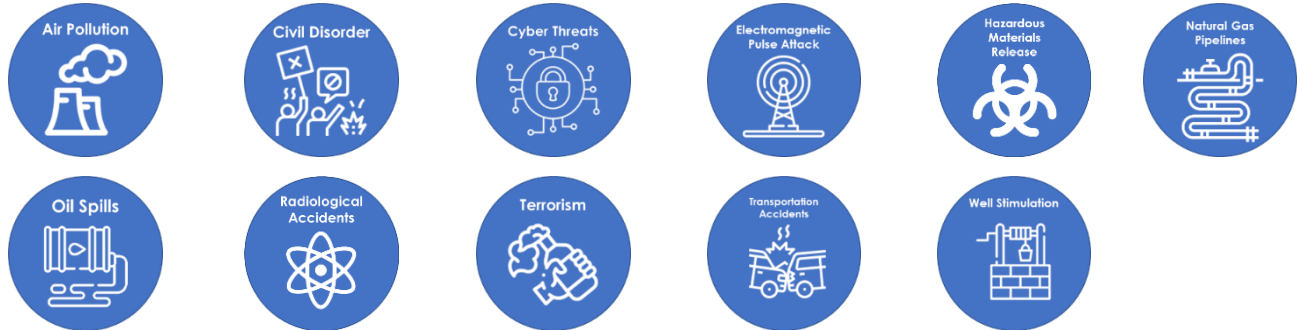 Air Pollution
Civil Disorder
Cyber Threats
Electromagnetic
Pulse Attack
Hazardous
Materials
Release
Natural Gas
Pipelines
Oil Spills
Radiological
Accidents
Terrorism
Transportation
Accidents
Well Stimulation